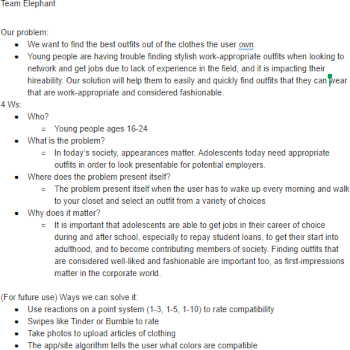 Team Elephant
Our problem:
● We want to find the best outfits out of the clothes the user own.
● Young people are having trouble finding stylish work-appropriate outfits when looking to
network and get jobs due to lack of experience in the field, and it is impacting their
hireability. Our solution will help them to easily and quickly find outfits that they can wear
that are work-appropriate and considered fashionable.
4 Ws:
● Who?
○ Young people ages 16-24
● What is the problem?
○ In today's society, appearances matter. Adolescents today need appropriate
outfits in order to look presentable for potential employers.
● Where does the problem present itself?
○ The problem present itself when the user has to wake up every morning and walk
to your closet and select an outfit from a variety of choices
● Why does it matter?
○ It is important that adolescents are able to get jobs in their career of choice
during and after school, especially to repay student loans, to get their start into
adulthood, and to become contributing members of society. Finding outfits that
are considered well-liked and fashionable are important too, as first-impressions
matter in the corporate world.
(For future use) Ways we can solve it:
● Use reactions on a point system (1-3, 1-5, 1-10) to rate compatibility
● Swipes like Tinder or Bumble to rate
● Take photos to upload articles of clothing
● The app/site algorithm tells the user what colors are compatible